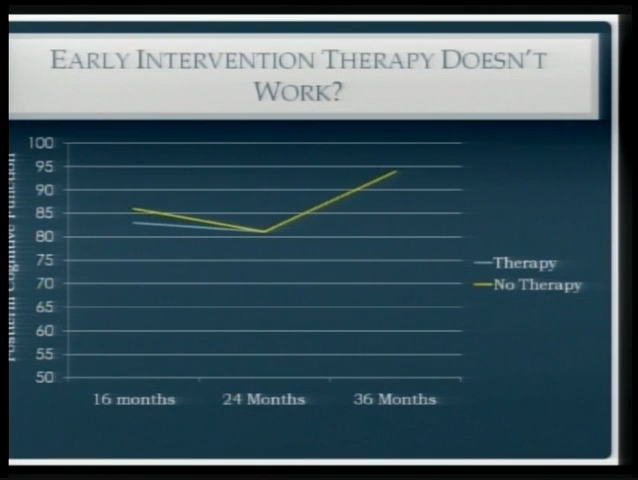 EARLY INTERVENTION THERAPY DOESN'T
WORK?
100
95
90
85
80
75
70
65
60
55
50
Cognitive
16 months
24 Months
36 Months
Therapy
No Therapy